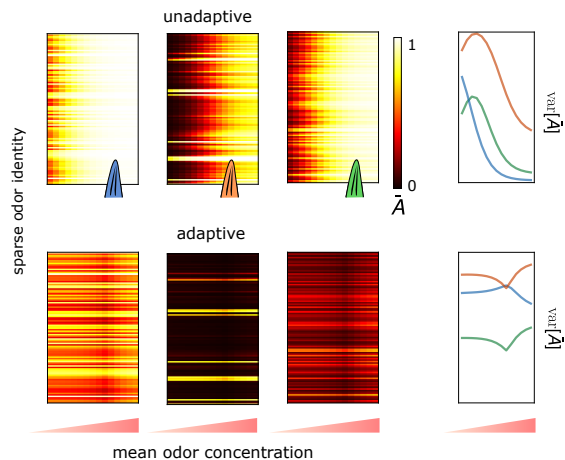 unadaptive
1
0
Ā
var[Ā]
sparse odor identity
adaptive
var[Ā]
mean odor concentration